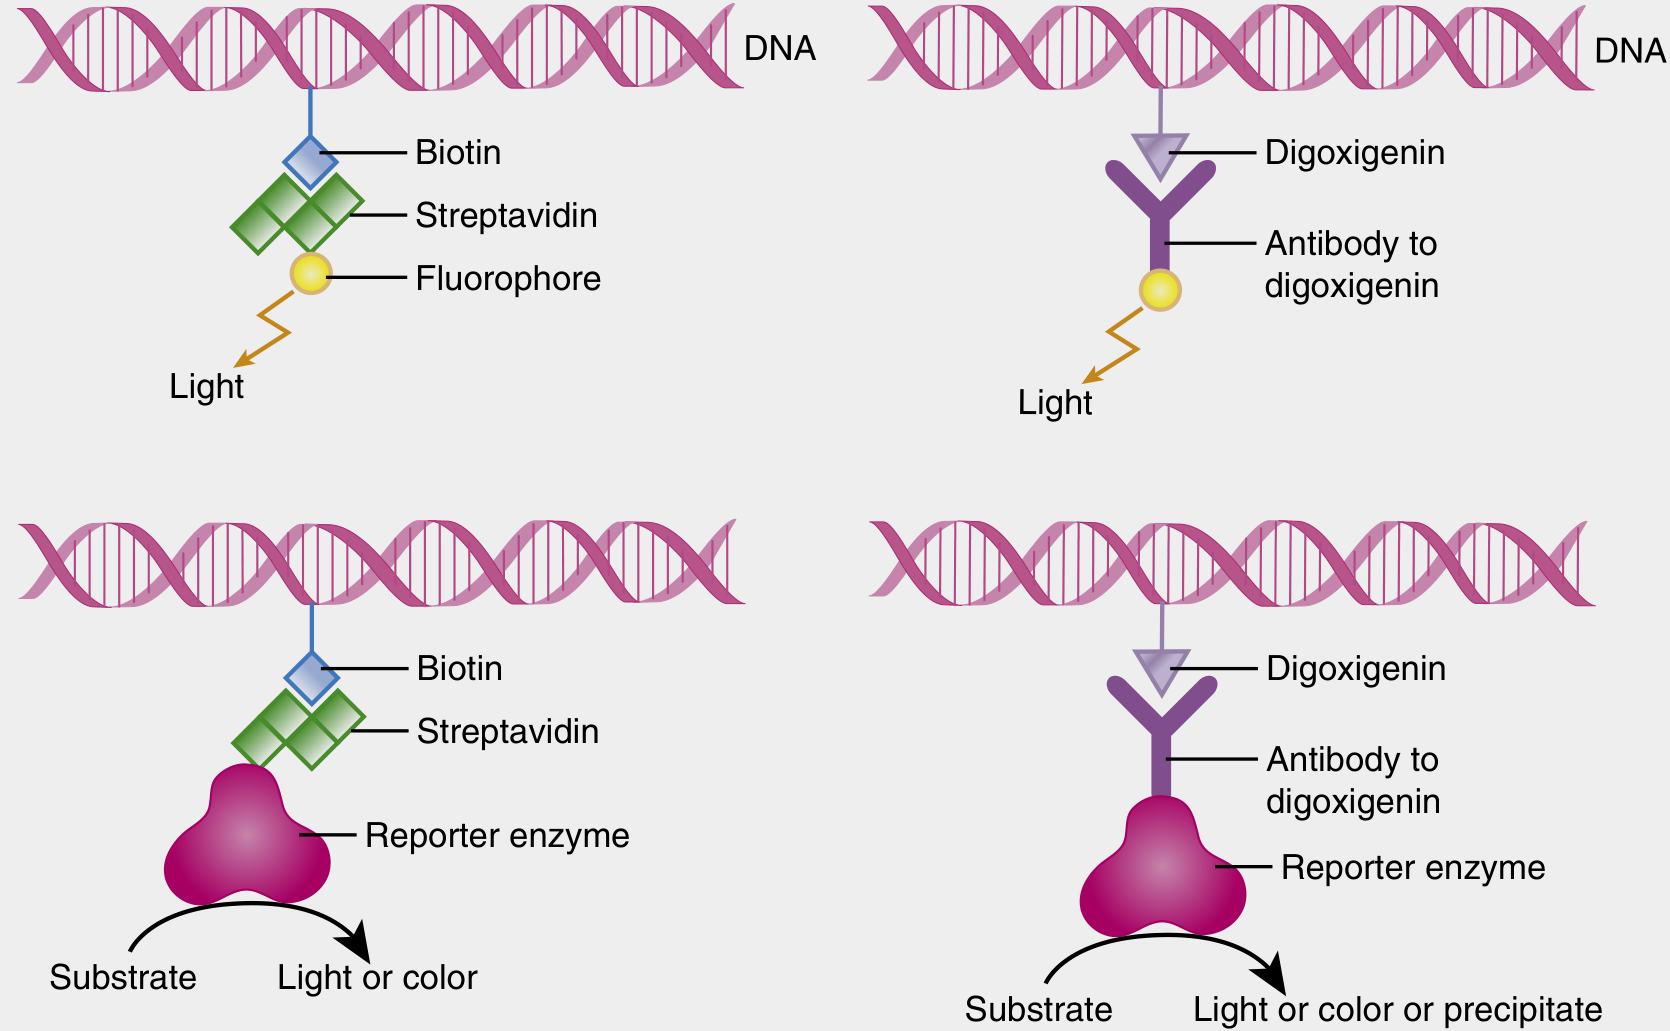 DNA
Biotin
Streptavidin
Fluorophore
Light
DNA
Digoxigenin
Antibody to
digoxigenin
Light
Biotin
Streptavidin
Reporter enzyme
Substrate
Light or color
Digoxigenin
Antibody to
digoxigenin
Reporter enzyme
Substrate
Light or color or precipitate